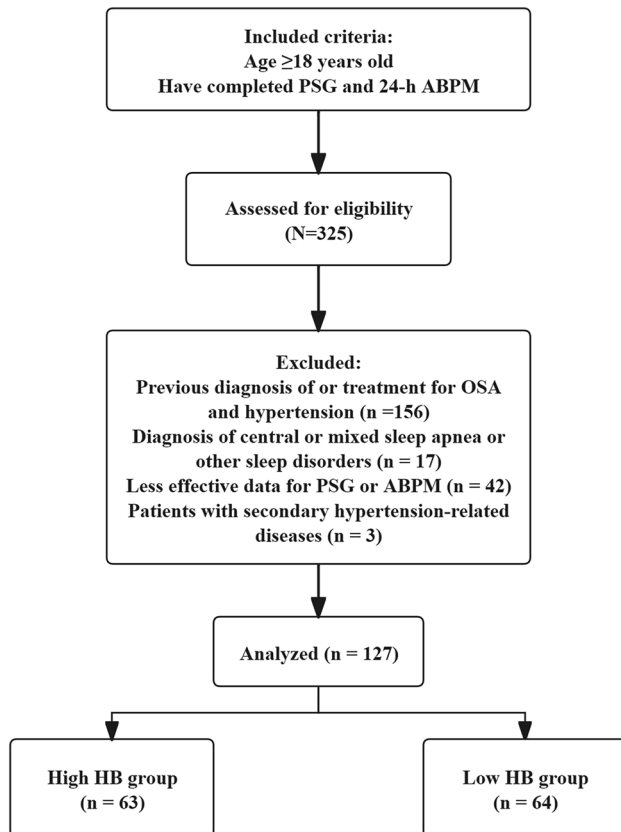 Included criteria:
Age ≥18 years old
Have completed PSG and 24-h ABPM
Assessed for eligibility
(N=325)
Excluded:
Previous diagnosis of or treatment for OSA
and hypertension (n =156)
Diagnosis of central or mixed sleep apnea or
other sleep disorders (n = 17)
Less effective data for PSG or ABPM (n = 42)
Patients with secondary hypertension-related
diseases (n = 3)
Analyzed (n = 127)
High HB group
(n = 63)
Low HB group
(n = 64)